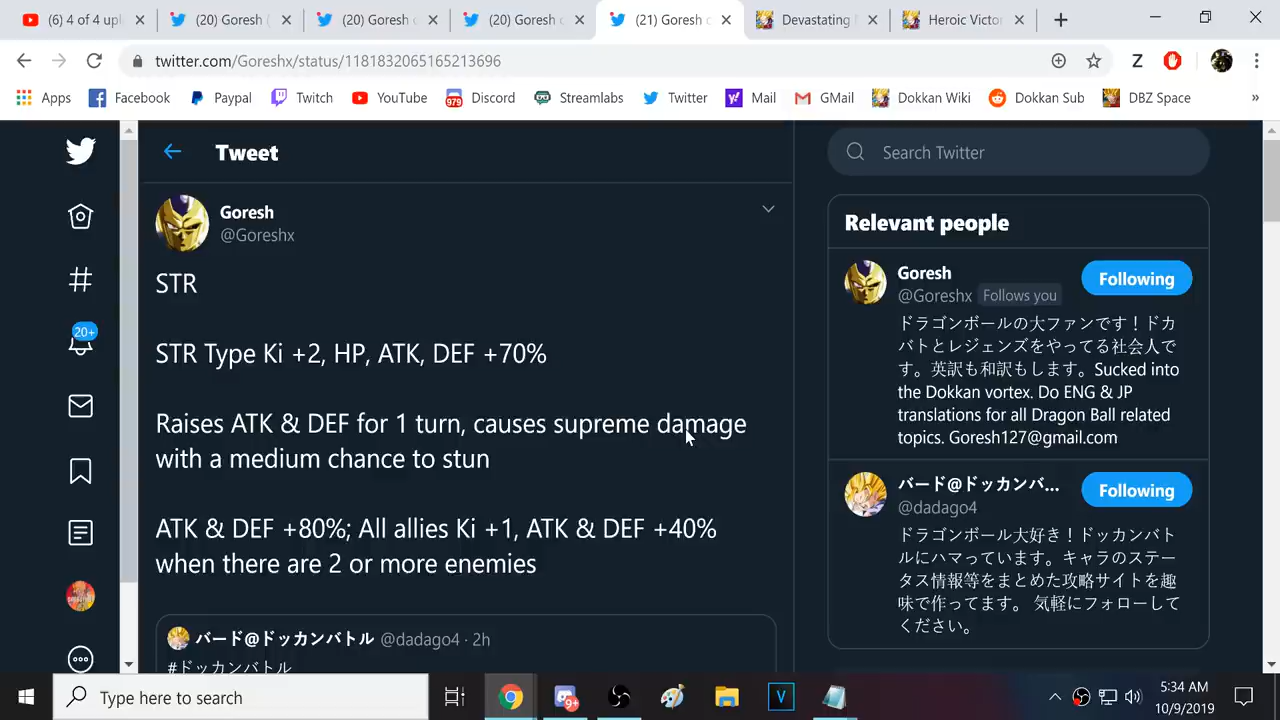 (6) 4 of 4 upl
(20) Goresh (
(20) Goresh o
(20) Goresh o
(21) Goresh o
Devastating
Heroic Victor
twitter.com/Goreshx/status/1181832065165213696
Z
Apps
Facebook
Paypal
Twitch
YouTube
979
Discord
Streamlabs
Twitter
Mail
GMail
Dokkan Wiki
Dokkan Sub
DBZ Space
»
Tweet
Search Twitter
Goresh
@Goreshx
STR
STR Type Ki +2, HP, ATK, DEF +70%
Raises ATK & DEF for 1 turn, causes supreme damage
with a medium chance to stun
ATK & DEF +80%; All allies Ki +1, ATK & DEF +40%
when there are 2 or more enemies
バード@ドッカンバトル @dadago4 · 2h
#ドッカンバトル
20+
Relevant people
Goresh
@Goreshx Follows you
Following
ドラゴンボールの大ファンです！ドカ
バトとレジェンズをやってる社会人で
す。英訳も和訳もします。Sucked into
the Dokkan vortex. Do ENG & JP
translations for all Dragon Ball related
topics. Goresh127@gmail.com
バード@ドッカンバ...
@dadago4
Following
ドラゴンボール大好き！ドッカンバト
ルにハマっています。キャラのステー
タス情報等をまとめた攻略サイトを趣
味で作ってます。 気軽にフォローして
ください。
Type here to search
9+
V
5:34 AM
10/9/2019